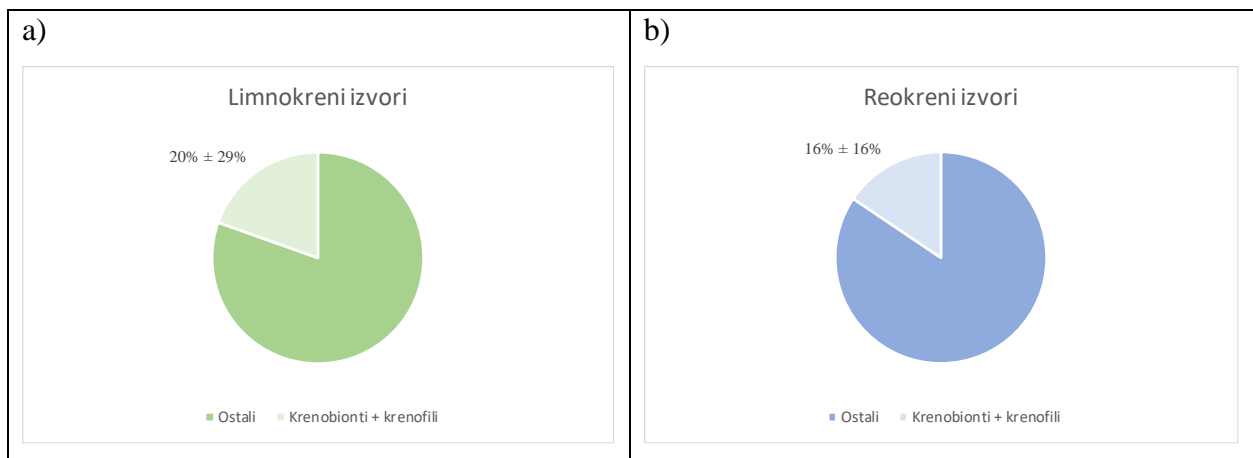 a)
Limnokreni izvori
20% ± 29%
Ostali
Krenobionti + krenofili
b)
Reokreni izvori
16% ± 16%
Ostali
Krenobionti + krenofili